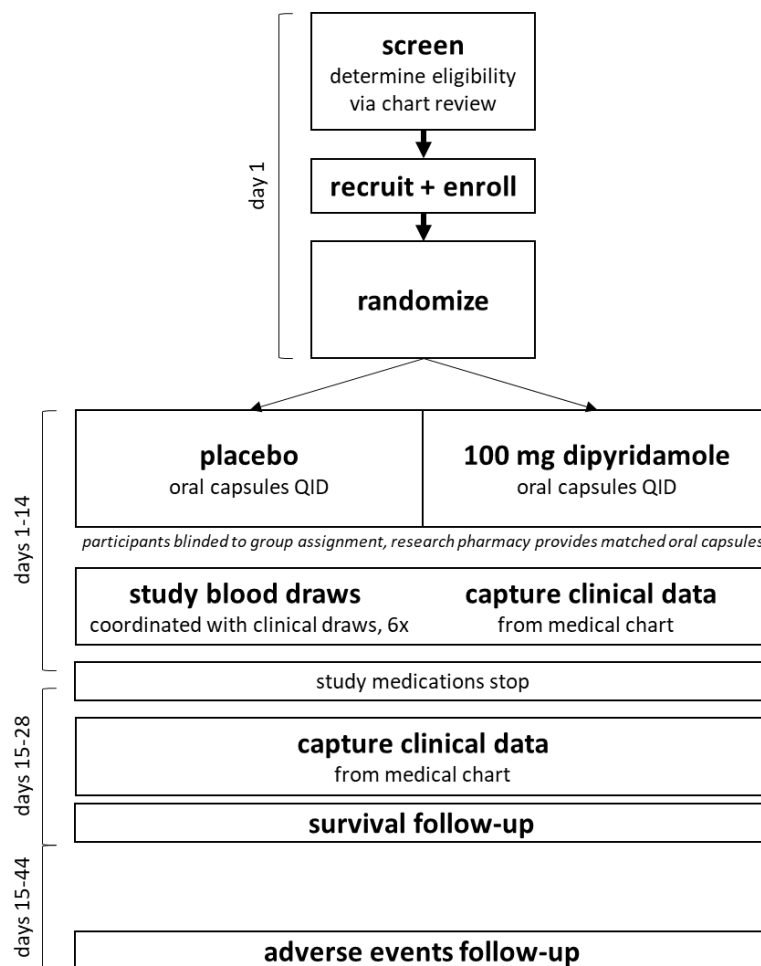 screen
determine eligibility
via chart review
day 1
recruit + enroll
randomize
placebo
oral capsules QID
100 mg dipyridamole
oral capsules QID
days 1-14
participants blinded to group assignment, research pharmacy provides matched oral capsules
study blood draws
coordinated with clinical draws, 6x
capture clinical data
from medical chart
study medications stop
days 15-28
capture clinical data
from medical chart
survival follow-up
days 15-44
adverse events follow-up